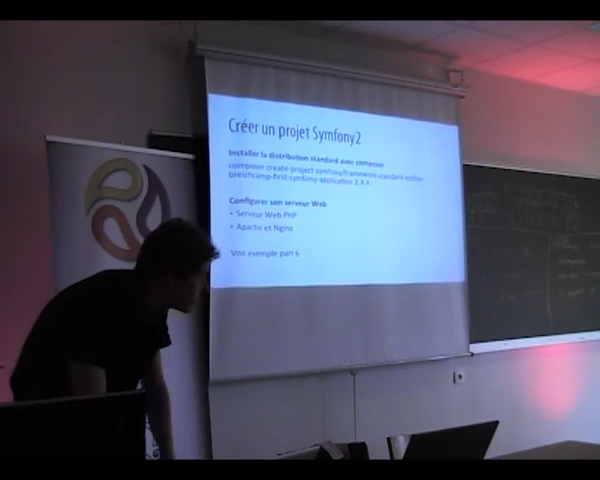 Créer un projet Symfony2
Installer la distribution standard avec composer
composer create project symfony/framework-standard-edition
breizhcamp-first-symfony-application 2.4.4
Configurer son serveur Web
• Serveur Web PHP
• Apache et Nginx
Voir exemple part 6